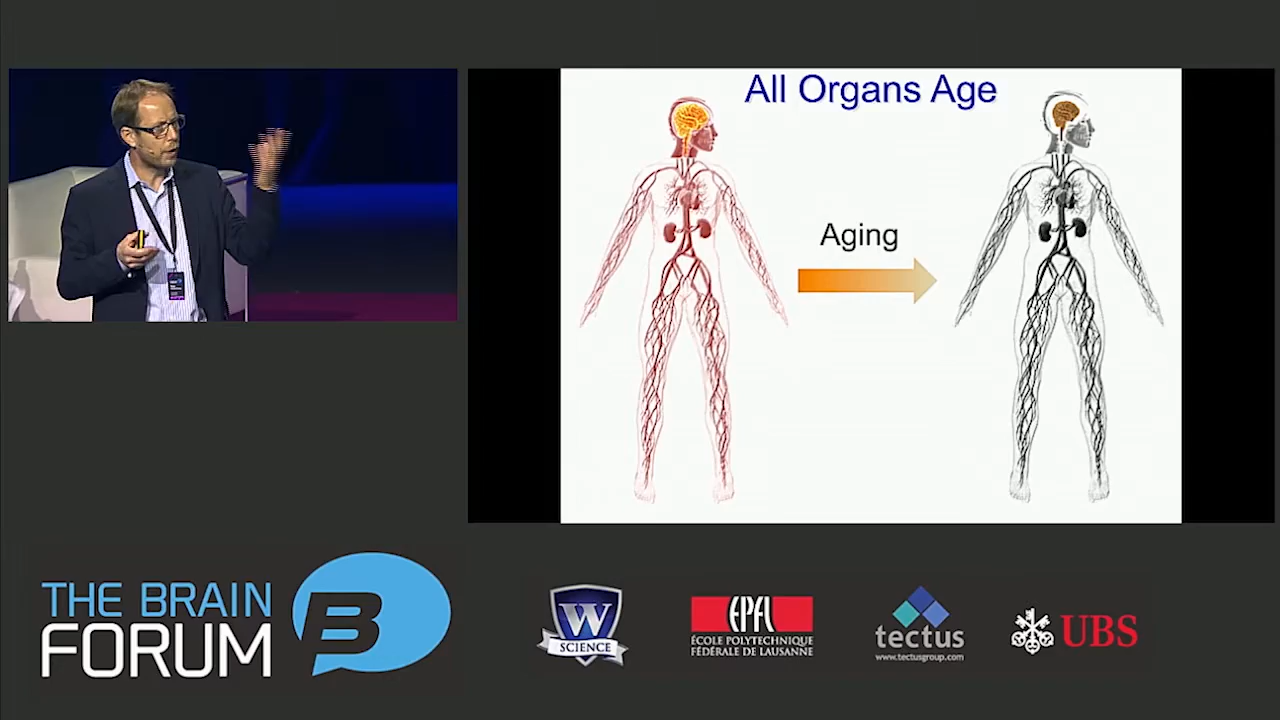 All Organs Age
Aging
THE BRAIN
FORUM
B
W
SCIENCE
EPFL
ÉCOLE POLYTECHNIQUE
FÉDÉRALE DE LAUSANNE
tectus
www.tectusgroup.com
UBS